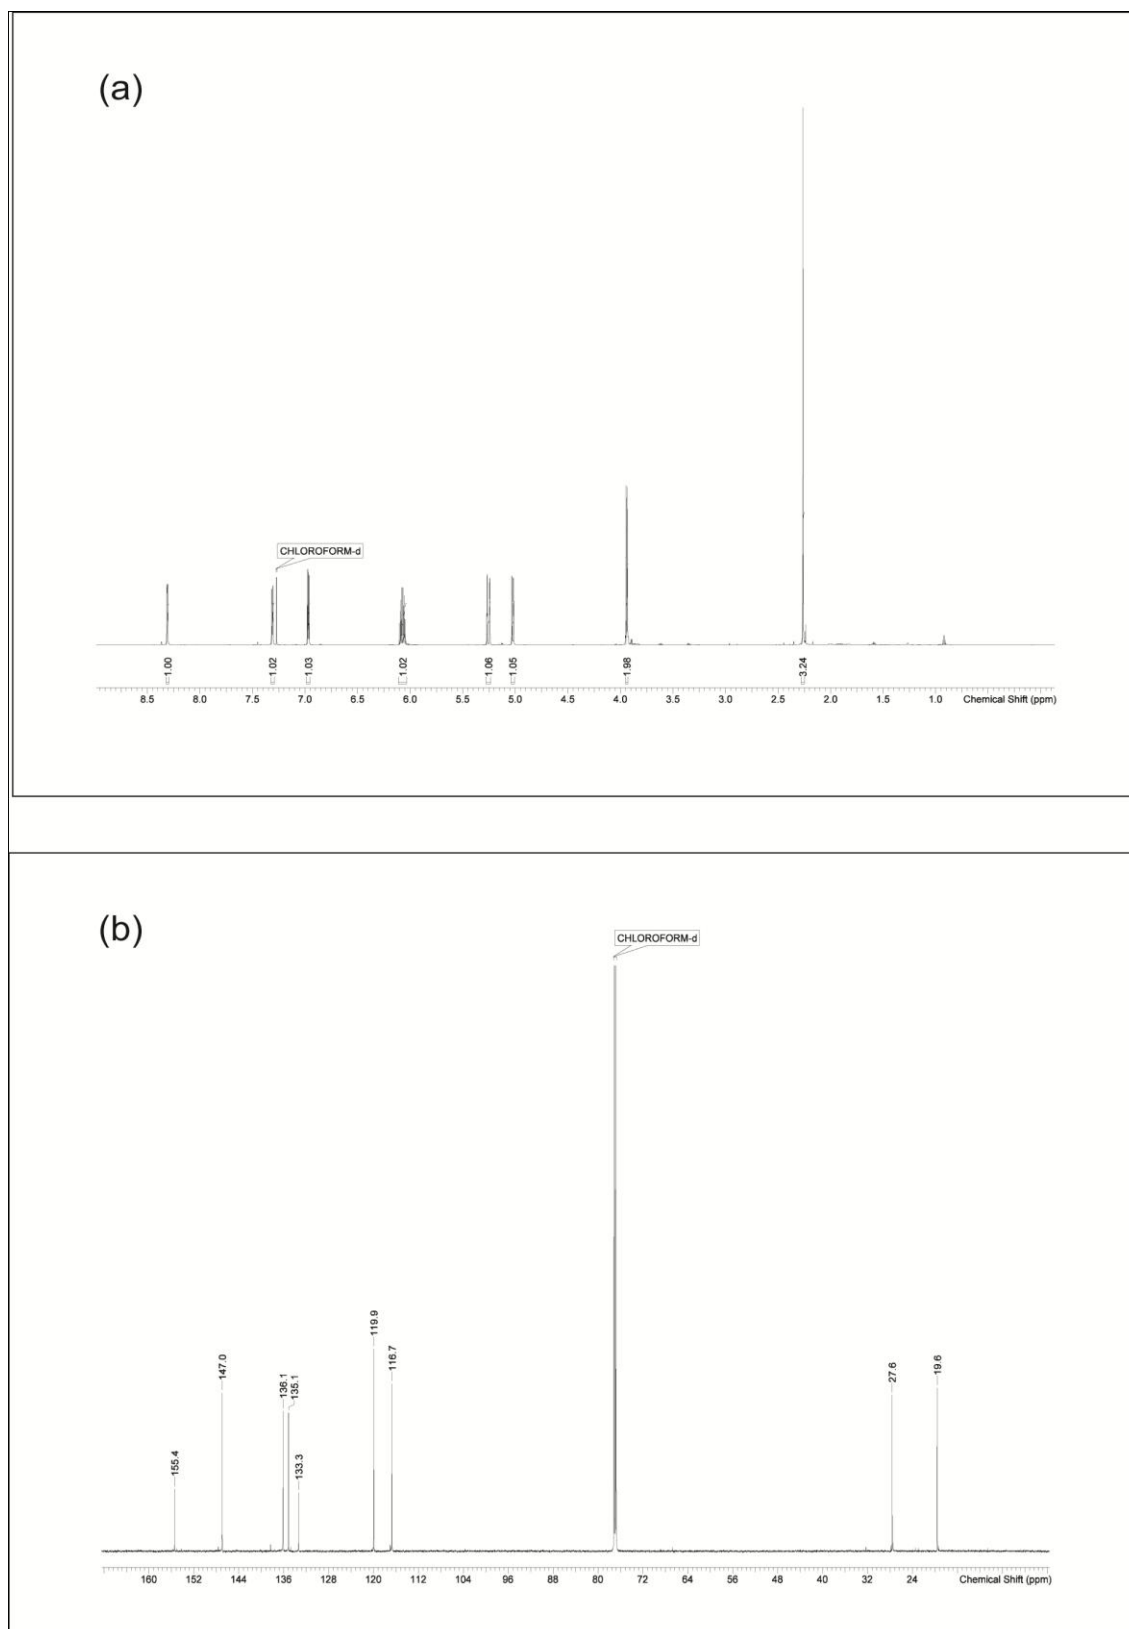 (a)
CHLOROFORM-d
1.00 1.02 1.03 1.02 1.06 1.05 1.98 3.24
8.5 8.0 7.5 7.0 6.5 6.0 5.5 5.0 4.5 4.0 3.5 3.0 2.5 2.0 1.5 1.0 Chemical Shift (ppm)
(b)
CHLOROFORM-d
155.4 147.0 136.1 135.1 133.3 119.9 116.7 27.6 19.6
160 152 144 136 128 120 112 104 96 88 80 72 64 56 48 40 32 24 Chemical Shift (ppm)